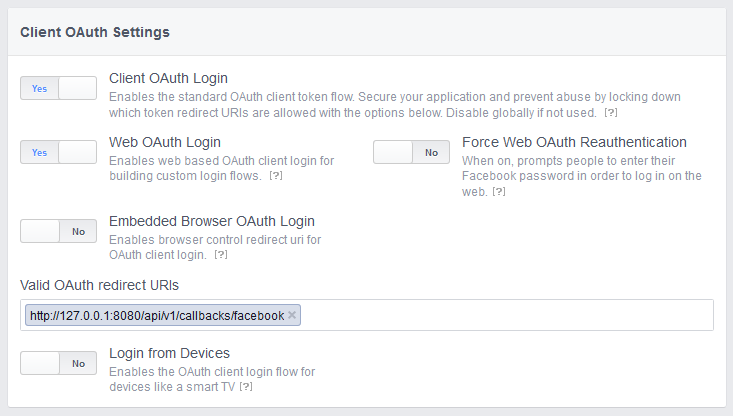 Client OAuth Settings
Yes
Client OAuth Login
Enables the standard OAuth client token flow. Secure your application and prevent abuse by locking down
which token redirect URIs are allowed with the options below. Disable globally if not used. [?]
Yes
Web OAuth Login
Enables web based OAuth client login for
building custom login flows. [?]
No
Force Web OAuth Reauthentication
When on, prompts people to enter their
Facebook password in order to log in on the
web. [?]
No
Embedded Browser OAuth Login
Enables browser control redirect uri for
OAuth client login. [?]
Valid OAuth redirect URIs
http://127.0.0.1:8080/api/v1/callbacks/facebook ×
No
Login from Devices
Enables the OAuth client login flow for
devices like a smart TV [?]